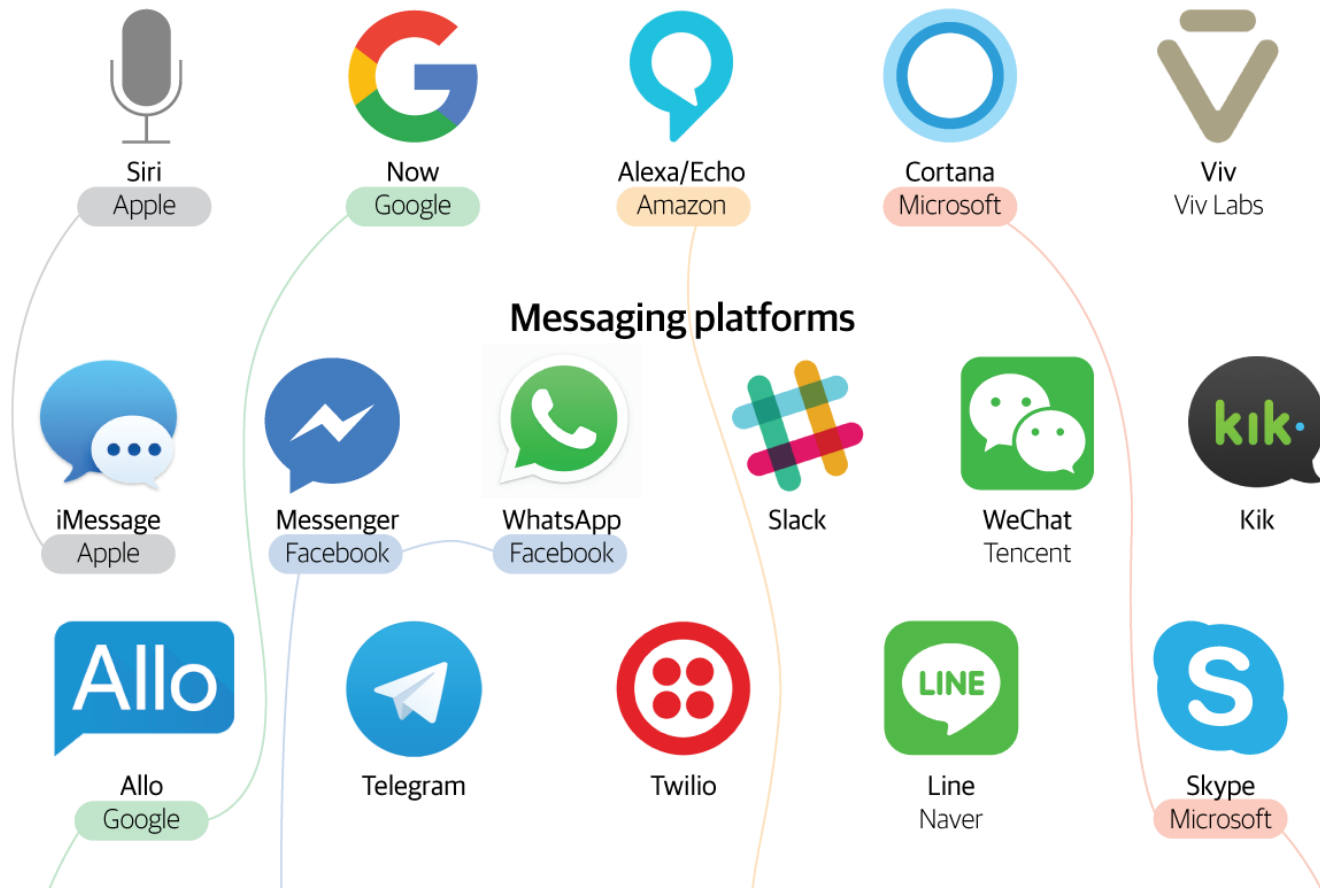 Siri
Apple
Now
Google
Alexa/Echo
Amazon
Cortana
Microsoft
Viv
Viv Labs
Messaging platforms
iMessage
Apple
Messenger
Facebook
WhatsApp
Facebook
Slack
WeChat
Tencent
kik
Kik
Allo
Allo
Google
Telegram
Twilio
LINE
Line
Naver
S
Skype
Microsoft